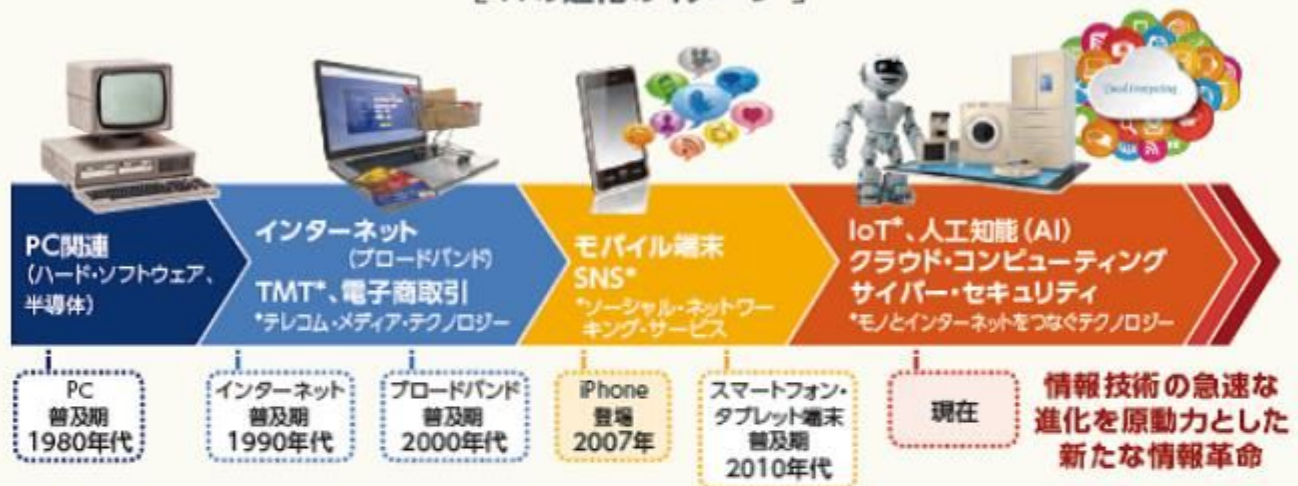 Cloud Computing
PC関連
(ハード・ソフトウェア、
半導体)
インターネット
(ブロードバンド)
TMT*、電子商取引
*テレコム・メディア・テクノロジー
モバイル端末
SNS*
*ソーシャル・ネットワー
キング・サービス
IoT*、人工知能(AI)
クラウド・コンピューティング
サイバー・セキュリティ
*モノとインターネットをつなぐテクノロジー
PC
普及期
1980年代
インターネット
普及期
1990年代
ブロードバンド
普及期
2000年代
iPhone
登場
2007年
スマートフォン・
タブレット端末
普及期
2010年代
現在
情報技術の急速な
進化を原動力とした
新たな情報革命